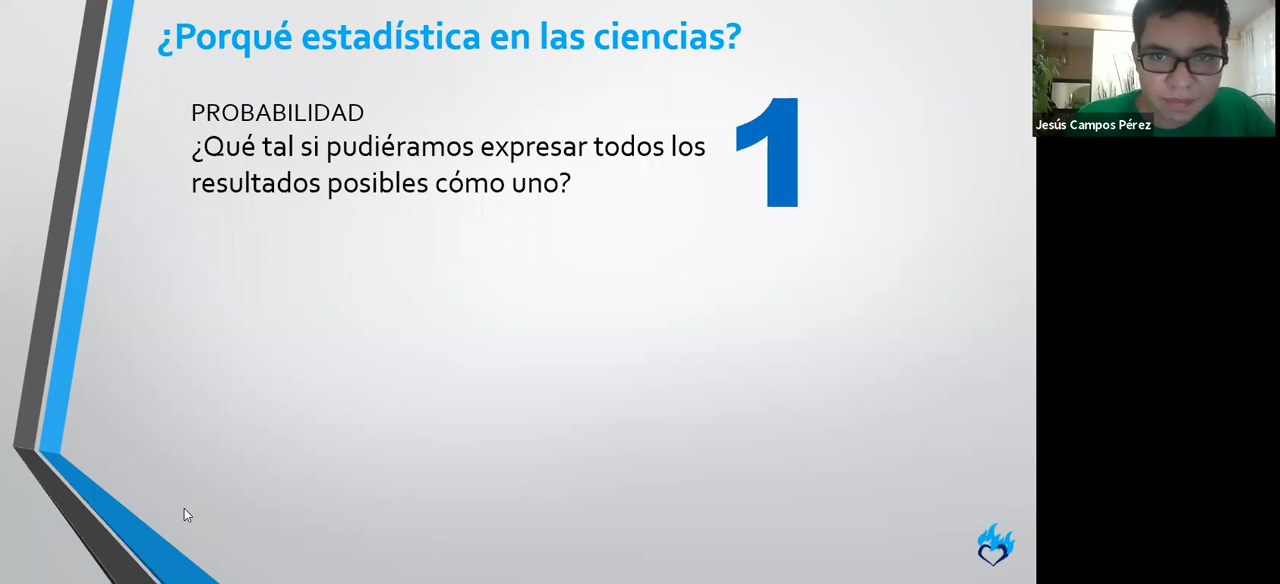 ¿Porqué estadística en las ciencias?
PROBABILIDAD
¿Qué tal si pudiéramos expresar todos los
resultados posibles cómo uno?
1
Jesús Campos Pérez